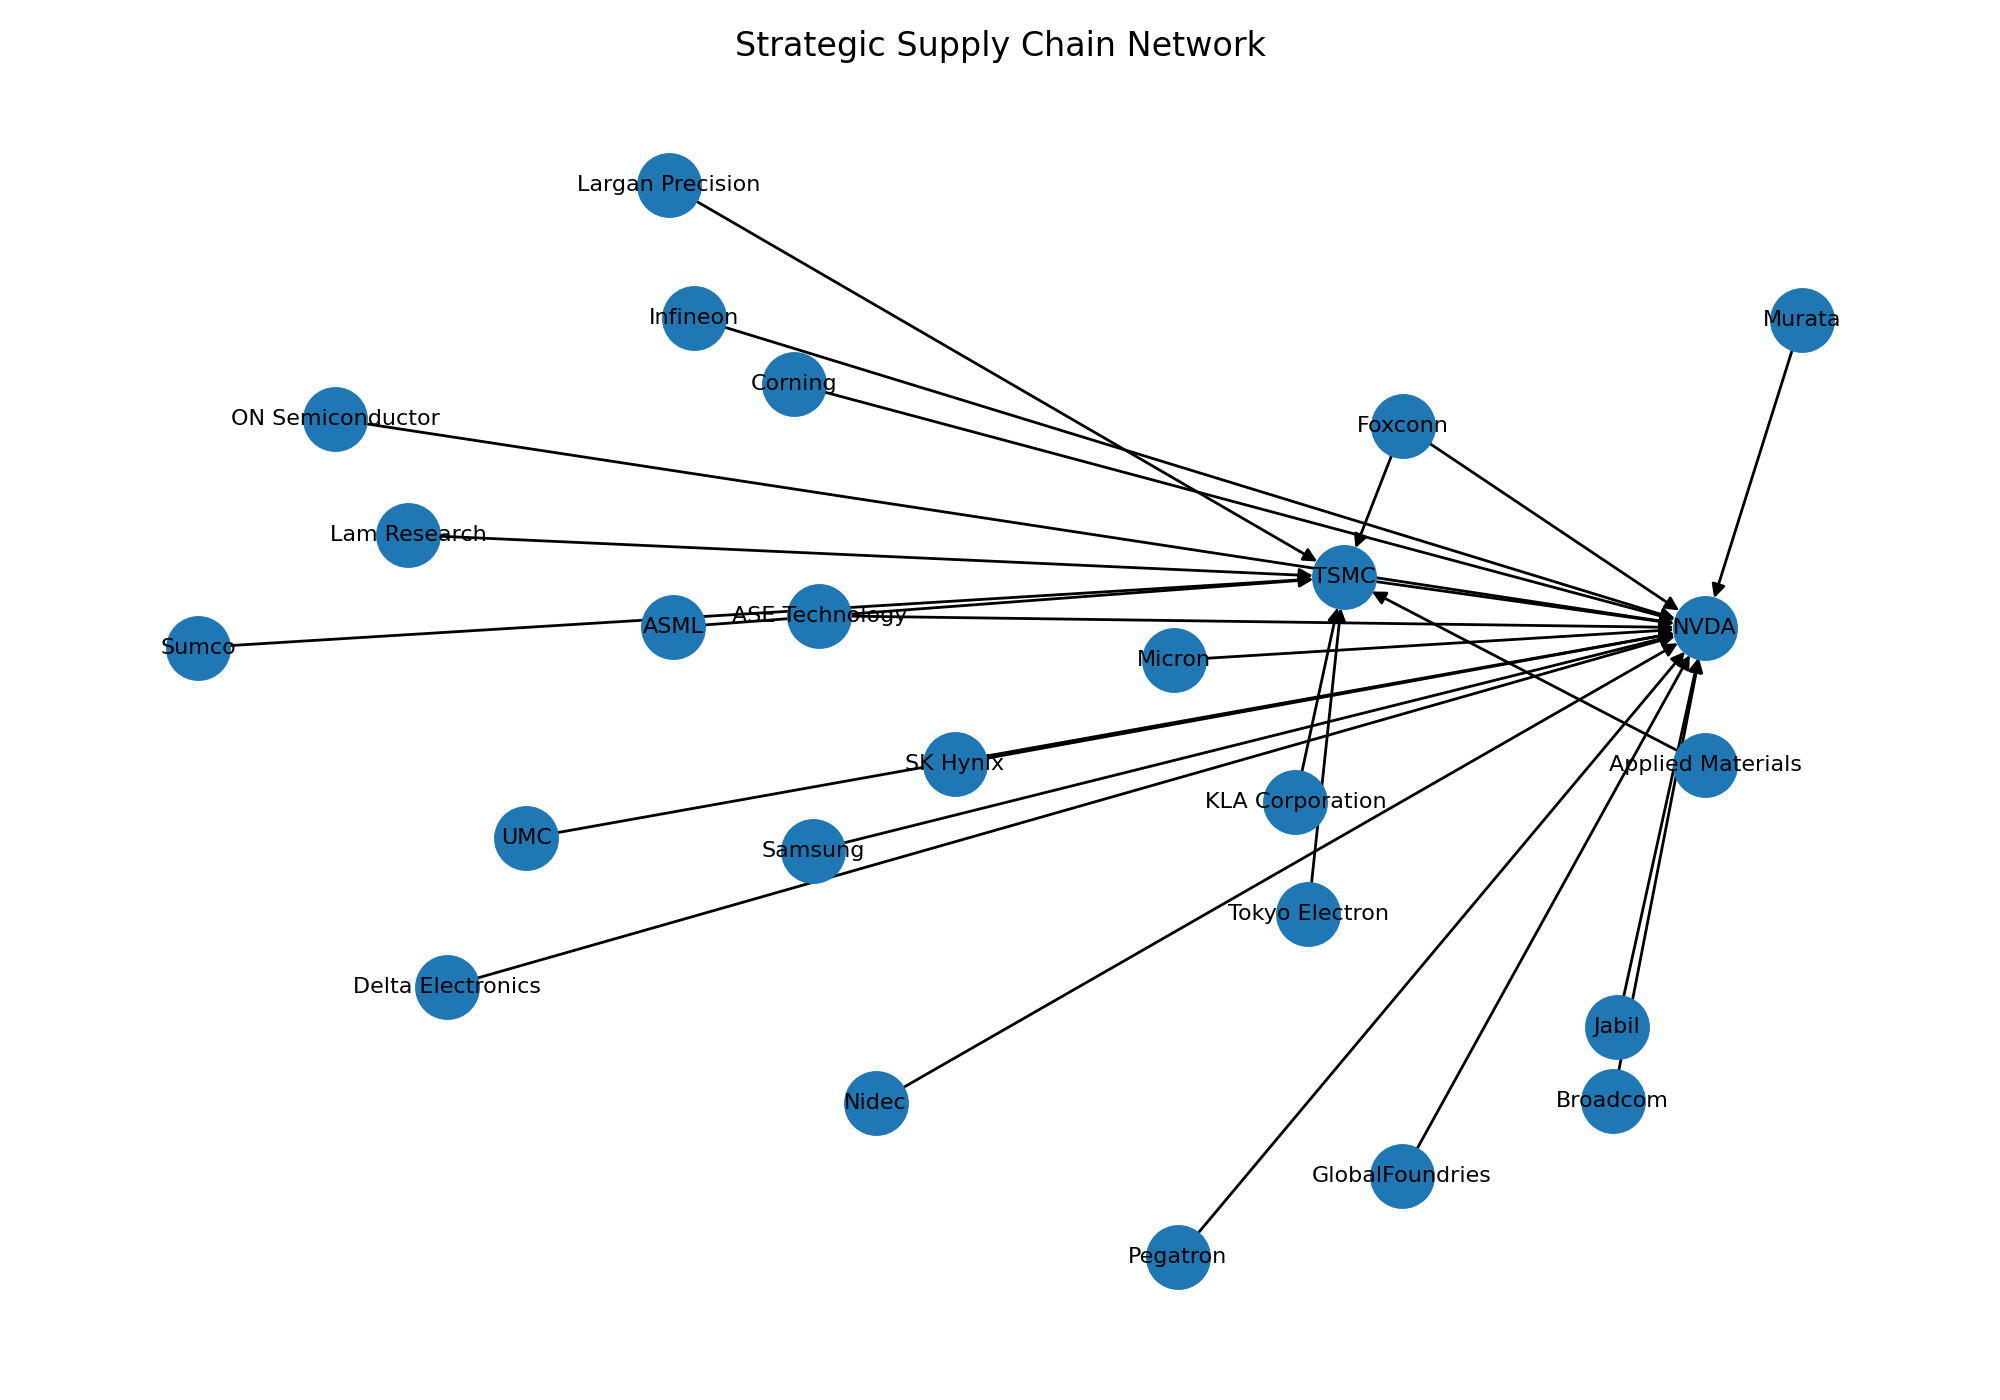 Strategic Supply Chain Network
Largan Precision
Infineon
Murata
Corning
ON Semiconductor
Foxconn
Lam Research
TSMC
ASE Technology
ASML
NVDA
Sumco
Micron
SK Hynix
Applied Materials
KLA Corporation
UMC
Samsung
Tokyo Electron
Delta Electronics
Jabil
Nidec
Broadcom
GlobalFoundries
Pegatron